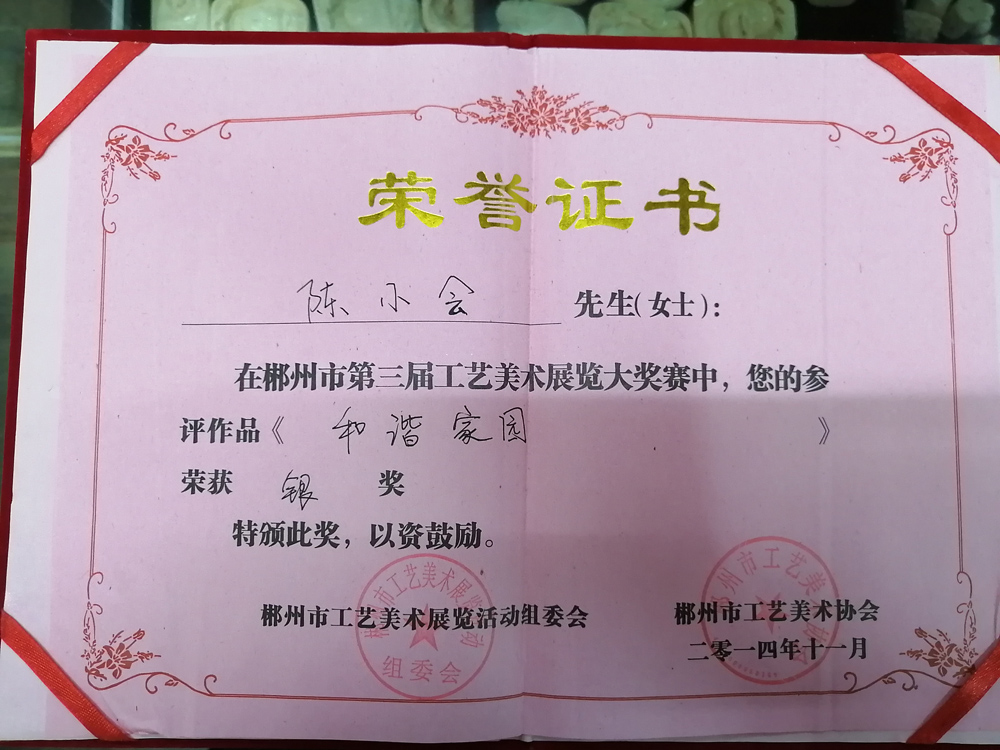 荣誉证书
陈小会 先生(女士):
在郴州市第三届工艺美术展览大奖赛中,您的参
评作品《 和谐家园 》
荣获 银 奖
特颁此奖,以资鼓励。
郴州市工艺美术展览活动组委会
郴州市工艺美术协会
二零一四年十一月
组委会